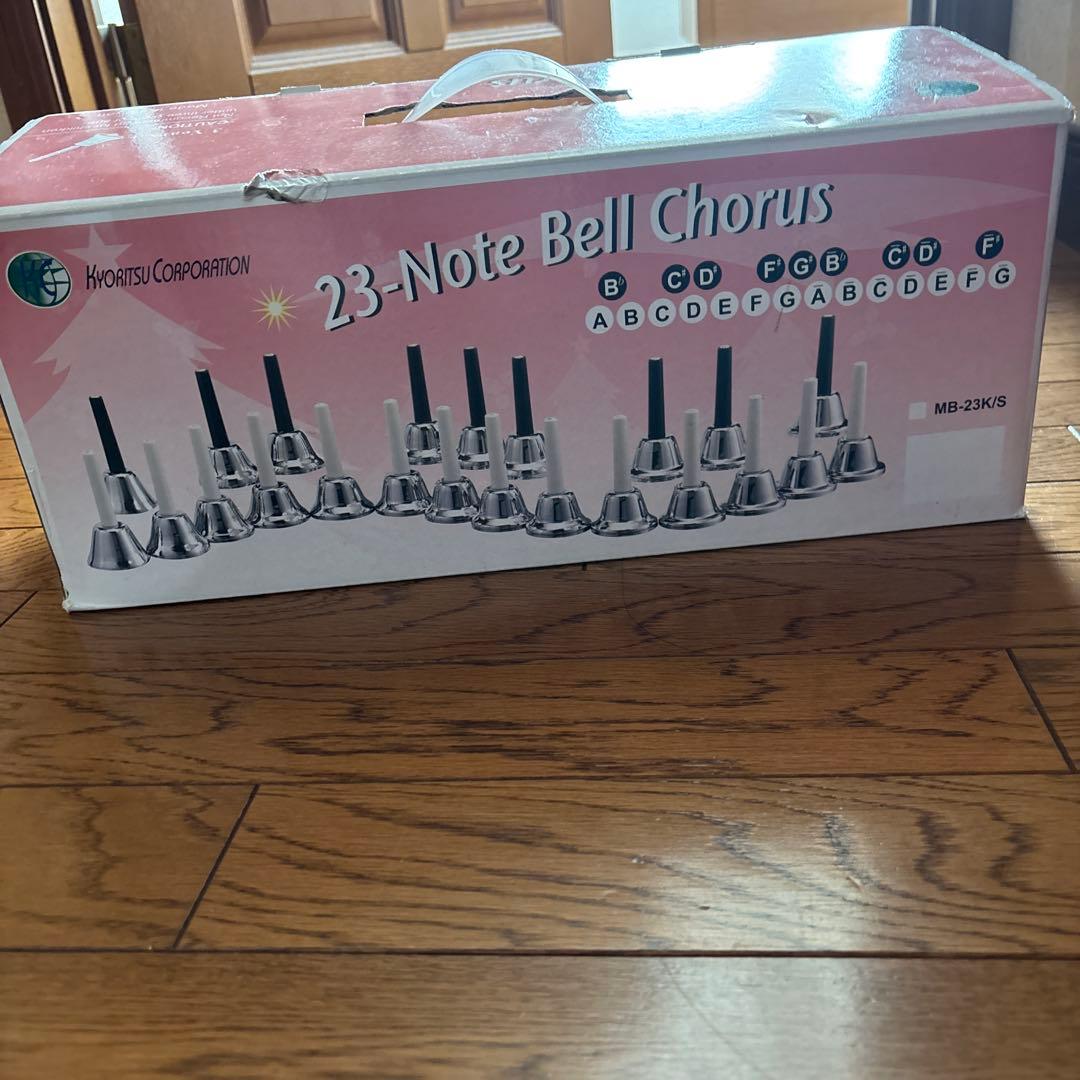 KYORITSU CORPORATION
23-Note Bell Chorus
B♭ C♯ D♯ F♯ G♯ B̅♭ C̅♯ D̅♯ F̅♯
A B C D E F G A̅ B̅ C̅ D̅ E̅ F̅ G̅
MB-23K/S